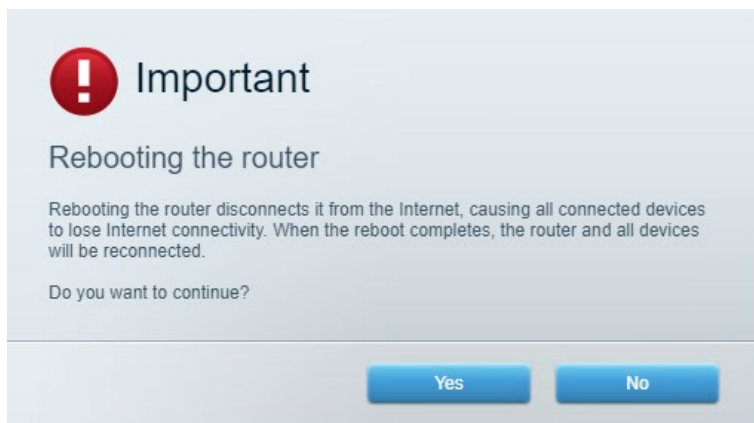 Important
Rebooting the router
Rebooting the router disconnects it from the Internet, causing all connected devices
to lose Internet connectivity. When the reboot completes, the router and all devices
will be reconnected.
Do you want to continue?
Yes
No